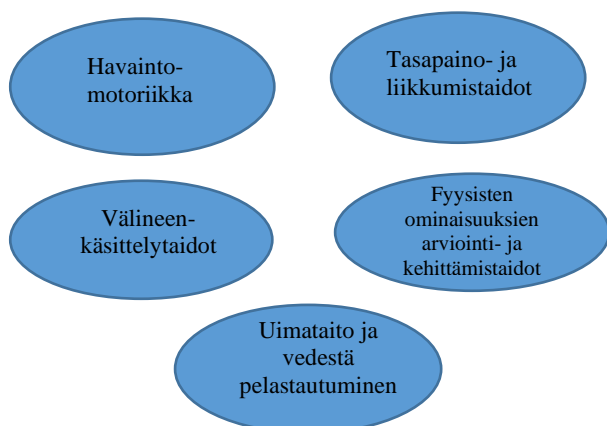 Havainto-
motoriikka
Tasapaino- ja
liikkumistaidot
Välineen-
käsittelytaidot
Fyysisten
ominaisuuksien
arviointi- ja
kehittämistaidot
Uimataito ja
vedestä
pelastautuminen